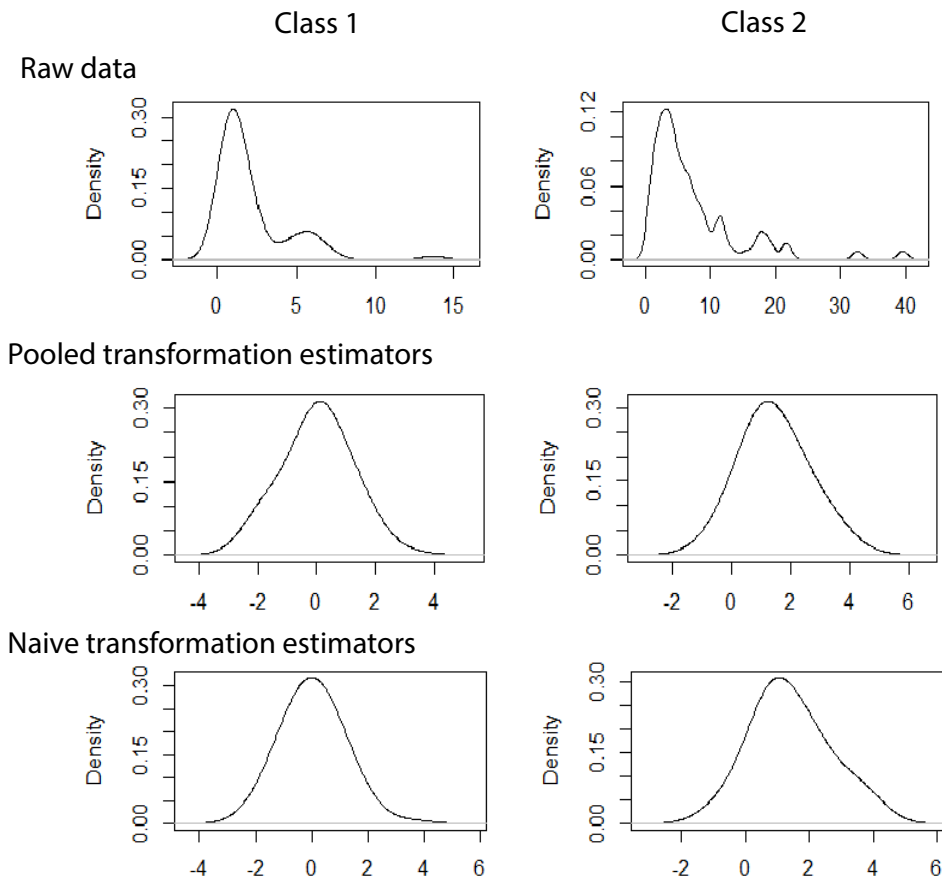 Class 1
Class 2
Raw data
Density
0.00 0.15 0.30
0 5 10 15
Density
0.00 0.06 0.12
0 10 20 30 40
Pooled transformation estimators
Density
0.00 0.15 0.30
-4 -2 0 2 4
Density
0.00 0.15 0.30
-2 0 2 4 6
Naive transformation estimators
Density
0.00 0.15 0.30
-4 -2 0 2 4 6
Density
0.00 0.15 0.30
-2 0 2 4 6